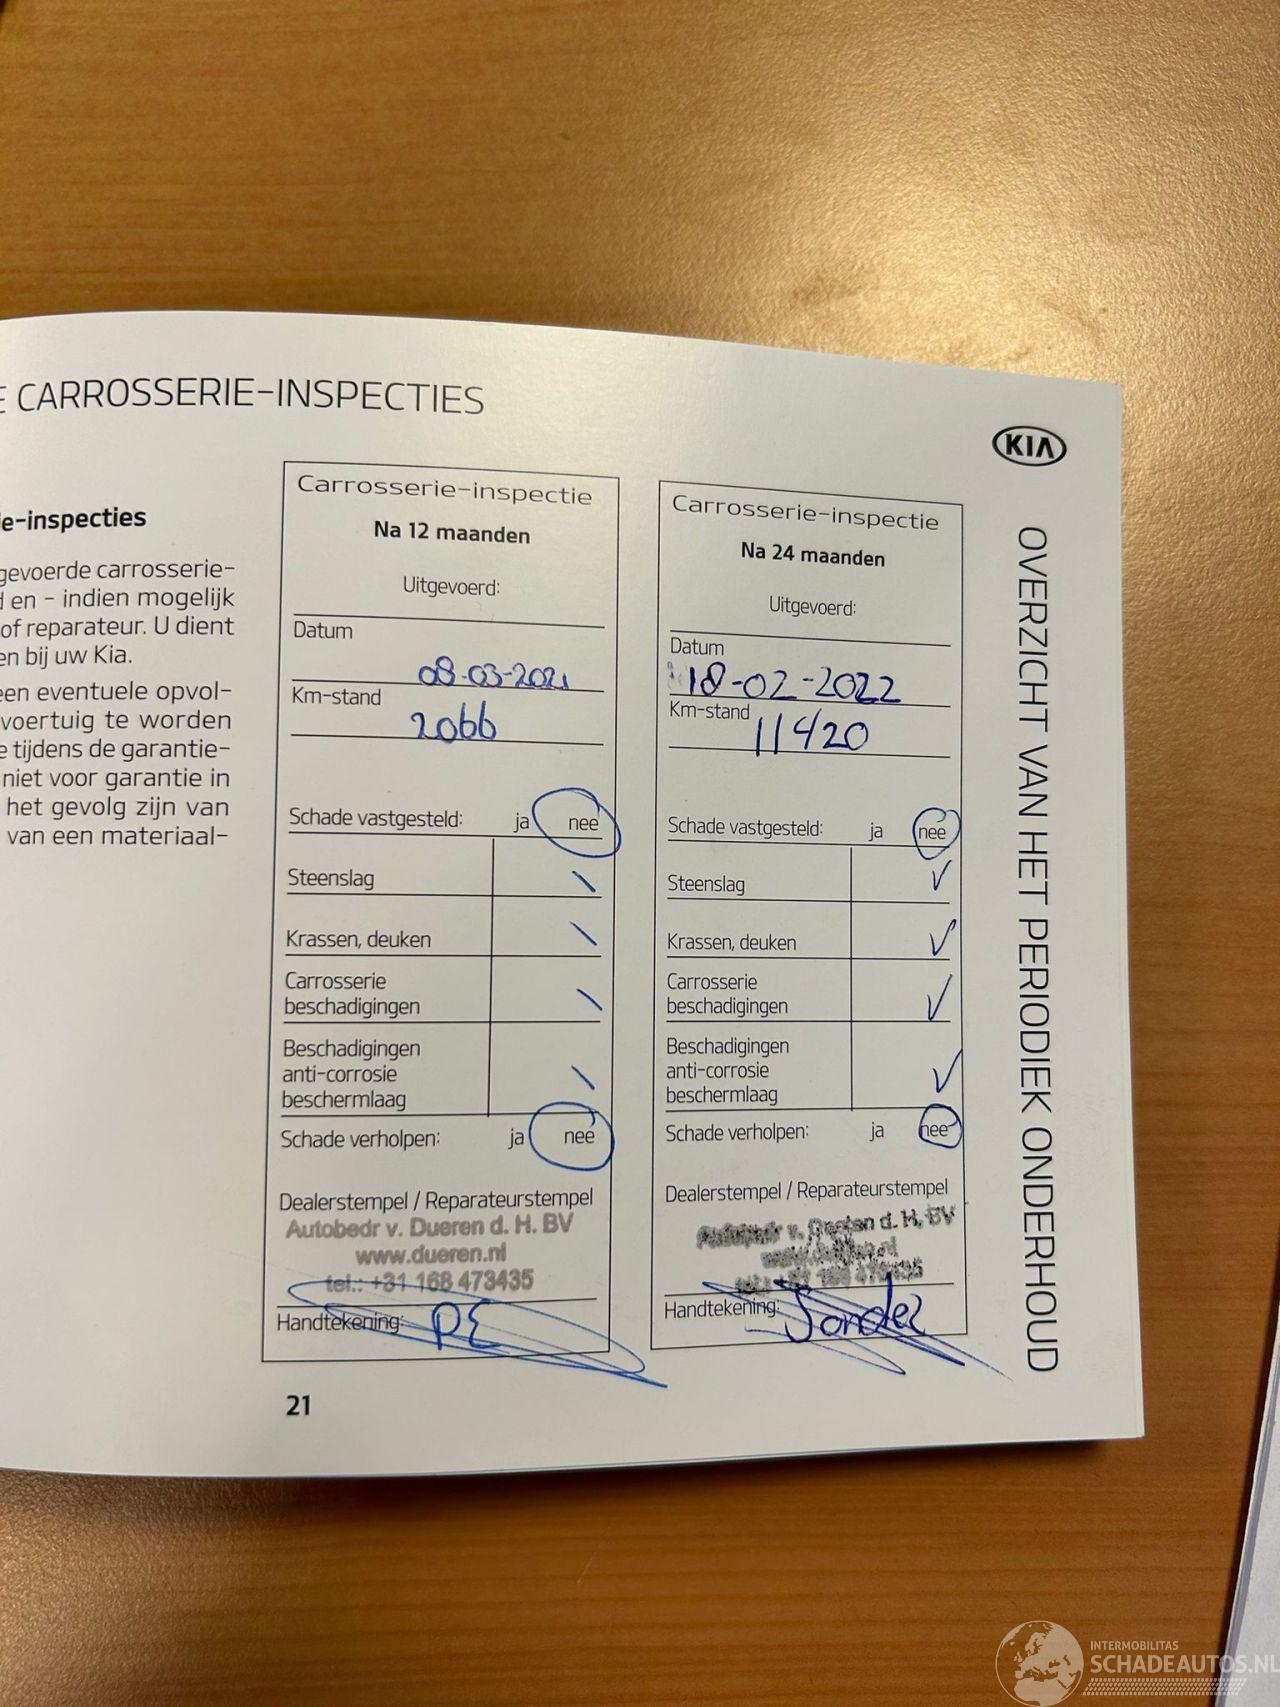 E CARROSSERIE-INSPECTIES
KIA
e-inspecties
gevoerde carrosserie-
d en - indien mogelijk
of reparateur. U dient
en bij uw Kia.
een eventuele opvol-
voertuig te worden
e tijdens de garantie-
niet voor garantie in
het gevolg zijn van
van een materiaal-
Carrosserie-inspectie
Na 12 maanden
Uitgevoerd:
Datum
08-03-2021
Km-stand
2066
Schade vastgesteld: ja nee
Steenslag
Krassen, deuken
Carrosserie
beschadigingen
Beschadigingen
anti-corrosie
beschermlaag
Schade verholpen: ja nee
Dealerstempel / Reparateurstempel
Autobedr v. Dueren d. H. BV
www.dueren.nl
tel.: +31 168 473435
Handtekening:
Carrosserie-inspectie
Na 24 maanden
Uitgevoerd:
Datum
18-02-2022
Km-stand
11420
Schade vastgesteld: ja nee
Steenslag
Krassen, deuken
Carrosserie
beschadigingen
Beschadigingen
anti-corrosie
beschermlaag
Schade verholpen: ja nee
Dealerstempel / Reparateurstempel
v. d. H. BV
168 473435
Handtekening:
OVERZICHT VAN HET PERIODIEK ONDERHOUD
21
INTERMOBILITAS
SCHADEAUTOS.NL